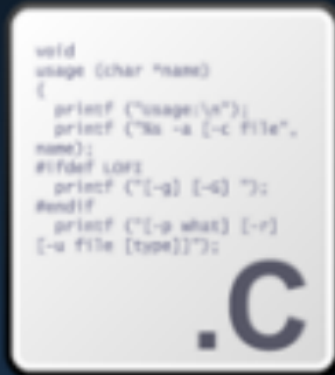 void
usage (char *name)
{
printf ("usage:\n");
printf ("%s -a [-c file",
name);
#ifdef LOFI
printf ("[-g] [-G] ");
#endif
printf ("[-p what] [-r]
[-u file [type]]");
.C